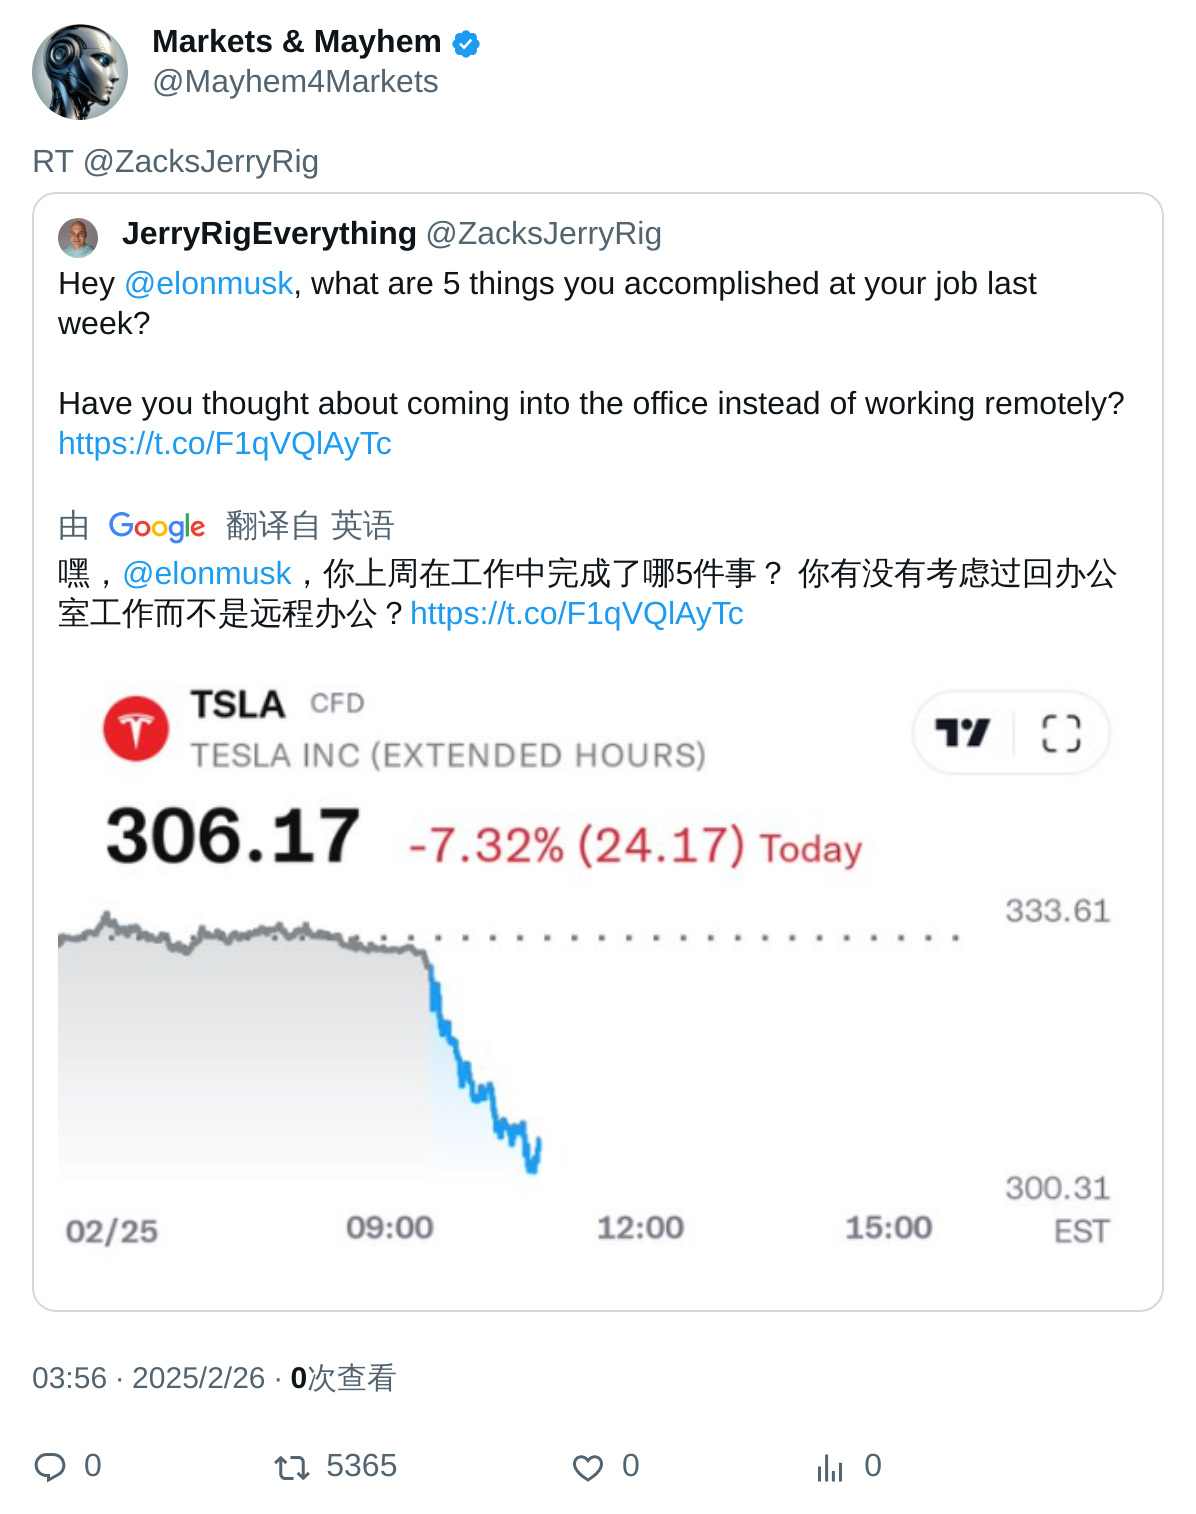 Markets & Mayhem
@Mayhem4Markets
RT @ZacksJerryRig
JerryRigEverything @ZacksJerryRig
Hey @elonmusk, what are 5 things you accomplished at your job last
week?
Have you thought about coming into the office instead of working remotely?
https://t.co/F1qVQlAyTc
由 Google 翻译自 英语
嘿，@elonmusk，你上周在工作中完成了哪5件事？ 你有没有考虑过回办公
室工作而不是远程办公？https://t.co/F1qVQlAyTc
TSLA CFD
TESLA INC (EXTENDED HOURS)
306.17 -7.32% (24.17) Today
333.61
300.31
02/25 09:00 12:00 15:00 EST
03:56 · 2025/2/26 · 0次查看
0 5365 0 0